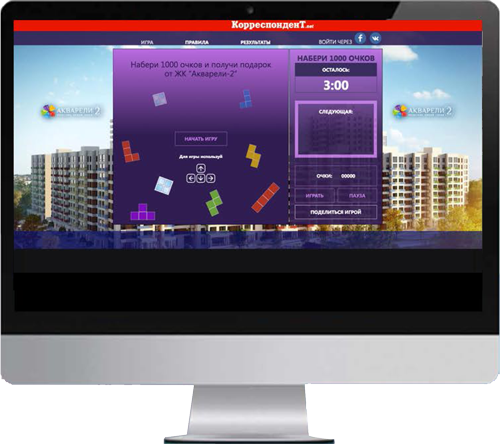 КорреспонденТ.net
ИГРА ПРАВИЛА РЕЗУЛЬТАТЫ ВОЙТИ ЧЕРЕЗ
Набери 1000 очков и получи подарок
от ЖК "Акварели-2"
НАЧАТЬ ИГРУ
Для игры используй
НАБЕРИ 1000 ОЧКОВ
ОСТАЛОСЬ:
3:00
СЛЕДУЮЩАЯ:
ОЧКИ: 00000
ИГРАТЬ ПАУЗА
ПОДЕЛИТЬСЯ ИГРОЙ
АКВАРЕЛИ 2
АКВАРЕЛИ 2